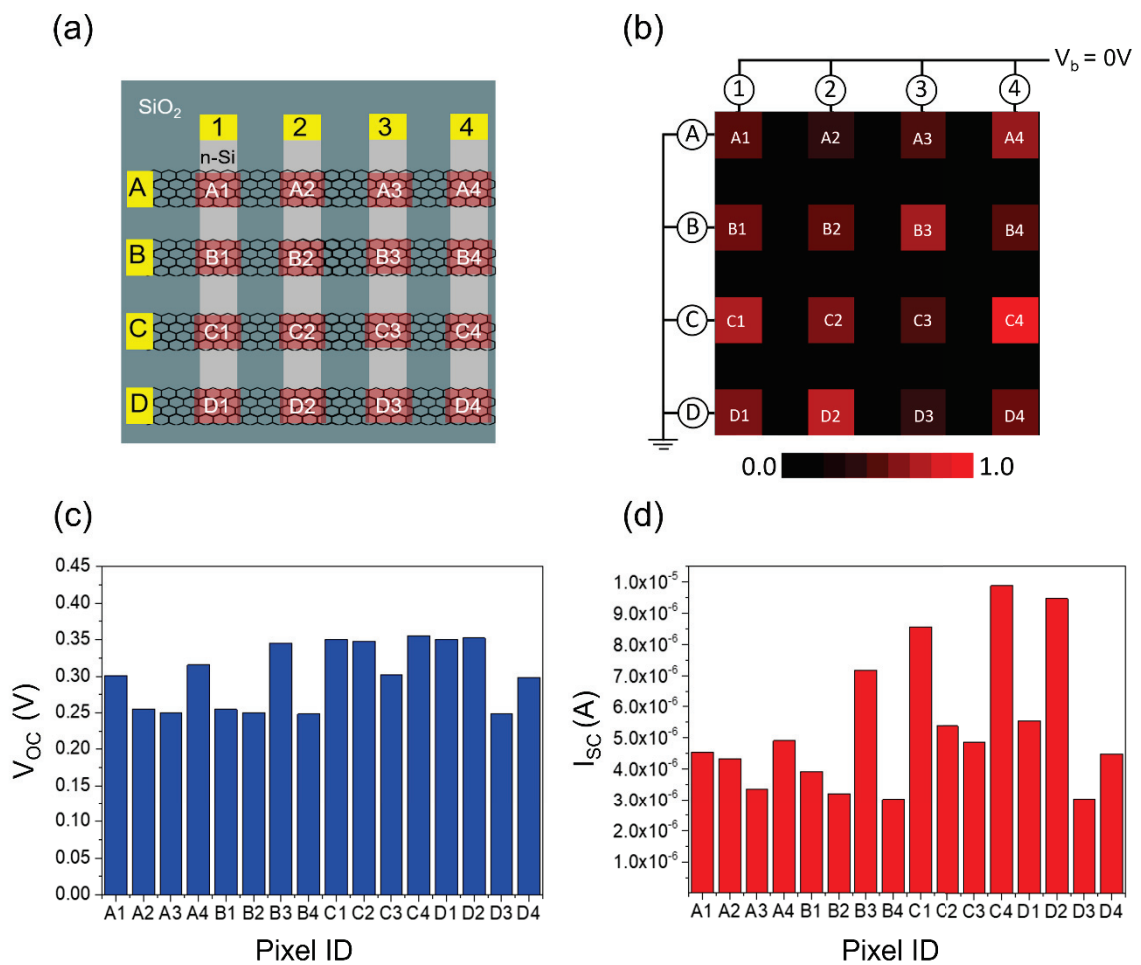 (a)
SiO₂
1 2 3 4
n-Si
A A1 A2 A3 A4
B B1 B2 B3 B4
C C1 C2 C3 C4
D D1 D2 D3 D4
(b)
V_b = 0V
1 2 3 4
A A1 A2 A3 A4
B B1 B2 B3 B4
C C1 C2 C3 C4
D D1 D2 D3 D4
0.0 1.0
(c)
V_OC (V)
0.45
0.40
0.35
0.30
0.25
0.20
0.15
0.10
0.05
0.00
A1 A2 A3 A4 B1 B2 B3 B4 C1 C2 C3 C4 D1 D2 D3 D4
Pixel ID
(d)
I_SC (A)
1.0x10⁻⁵
9.0x10⁻⁶
8.0x10⁻⁶
7.0x10⁻⁶
6.0x10⁻⁶
5.0x10⁻⁶
4.0x10⁻⁶
3.0x10⁻⁶
2.0x10⁻⁶
1.0x10⁻⁶
A1 A2 A3 A4 B1 B2 B3 B4 C1 C2 C3 C4 D1 D2 D3 D4
Pixel ID